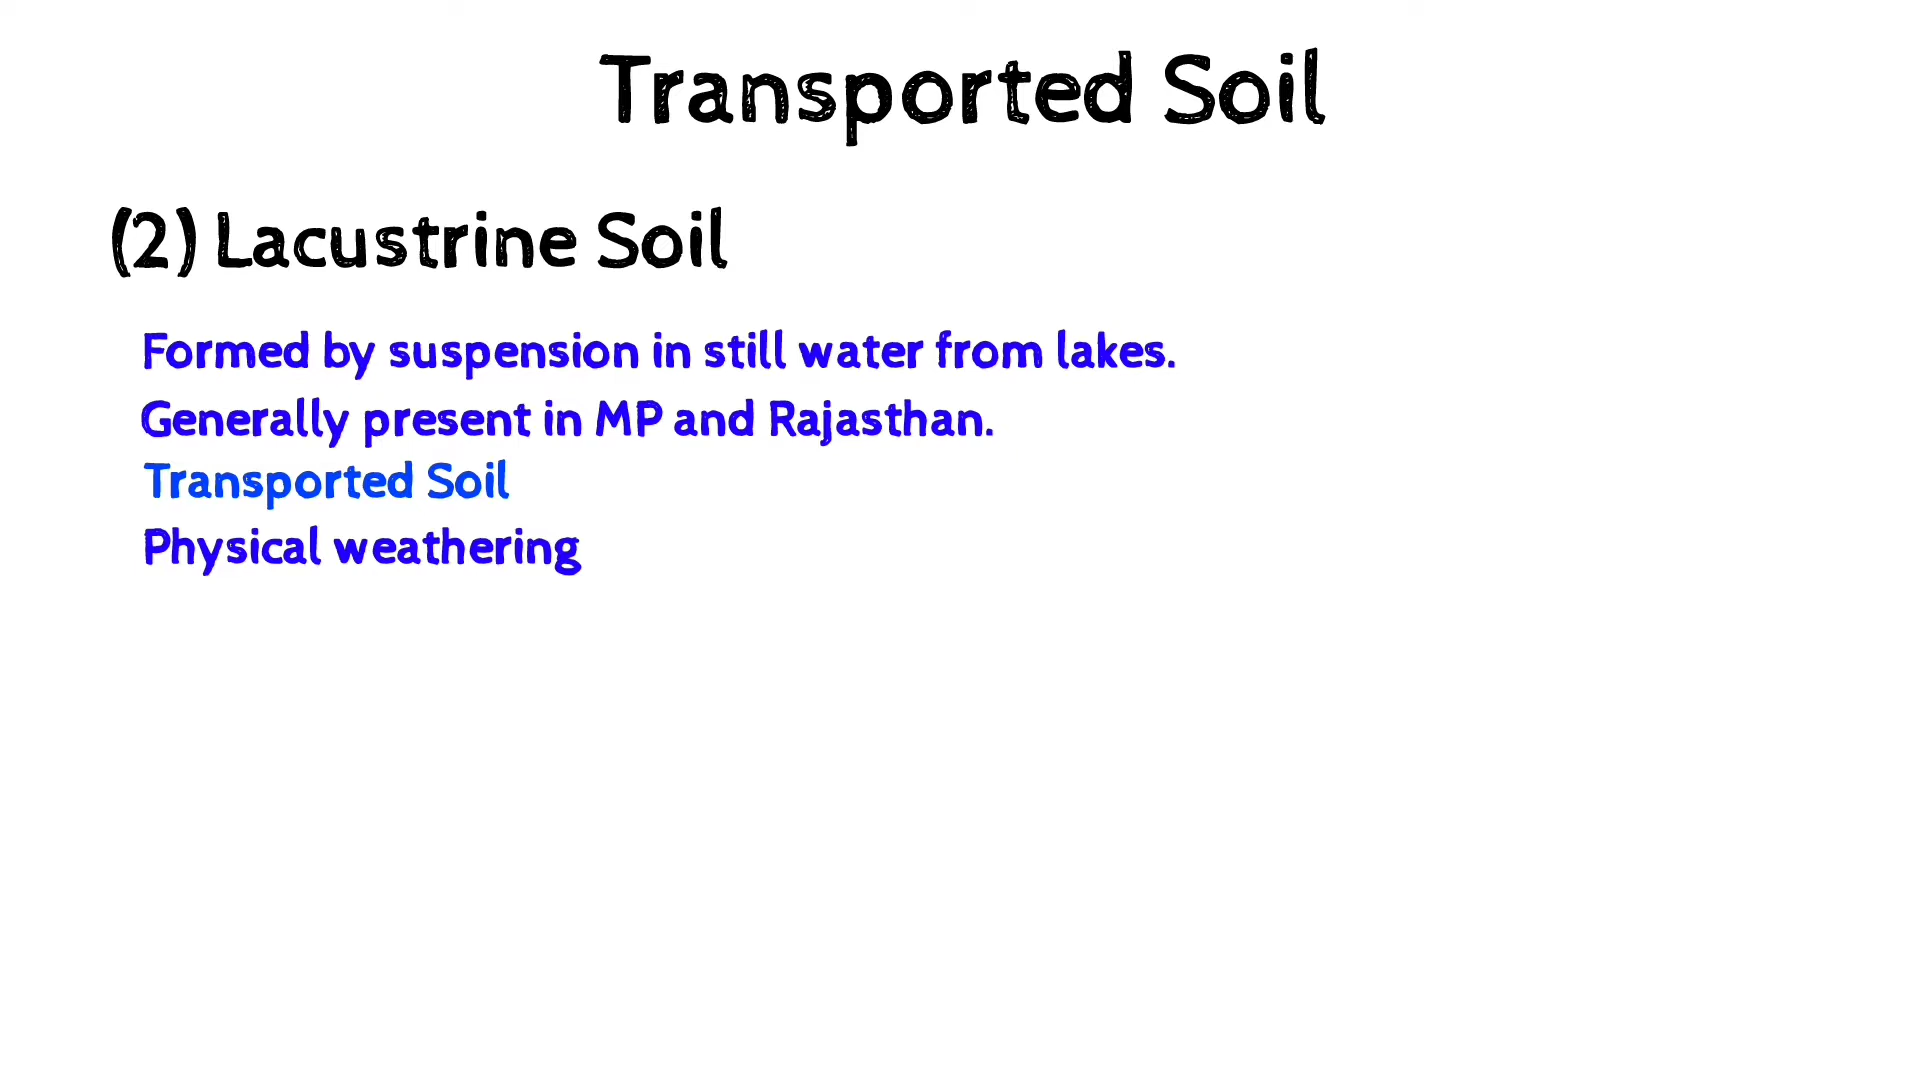 Transported Soil
(2) Lacustrine Soil
Formed by suspension in still water from lakes.
Generally present in MP and Rajasthan.
Transported Soil
Physical weathering